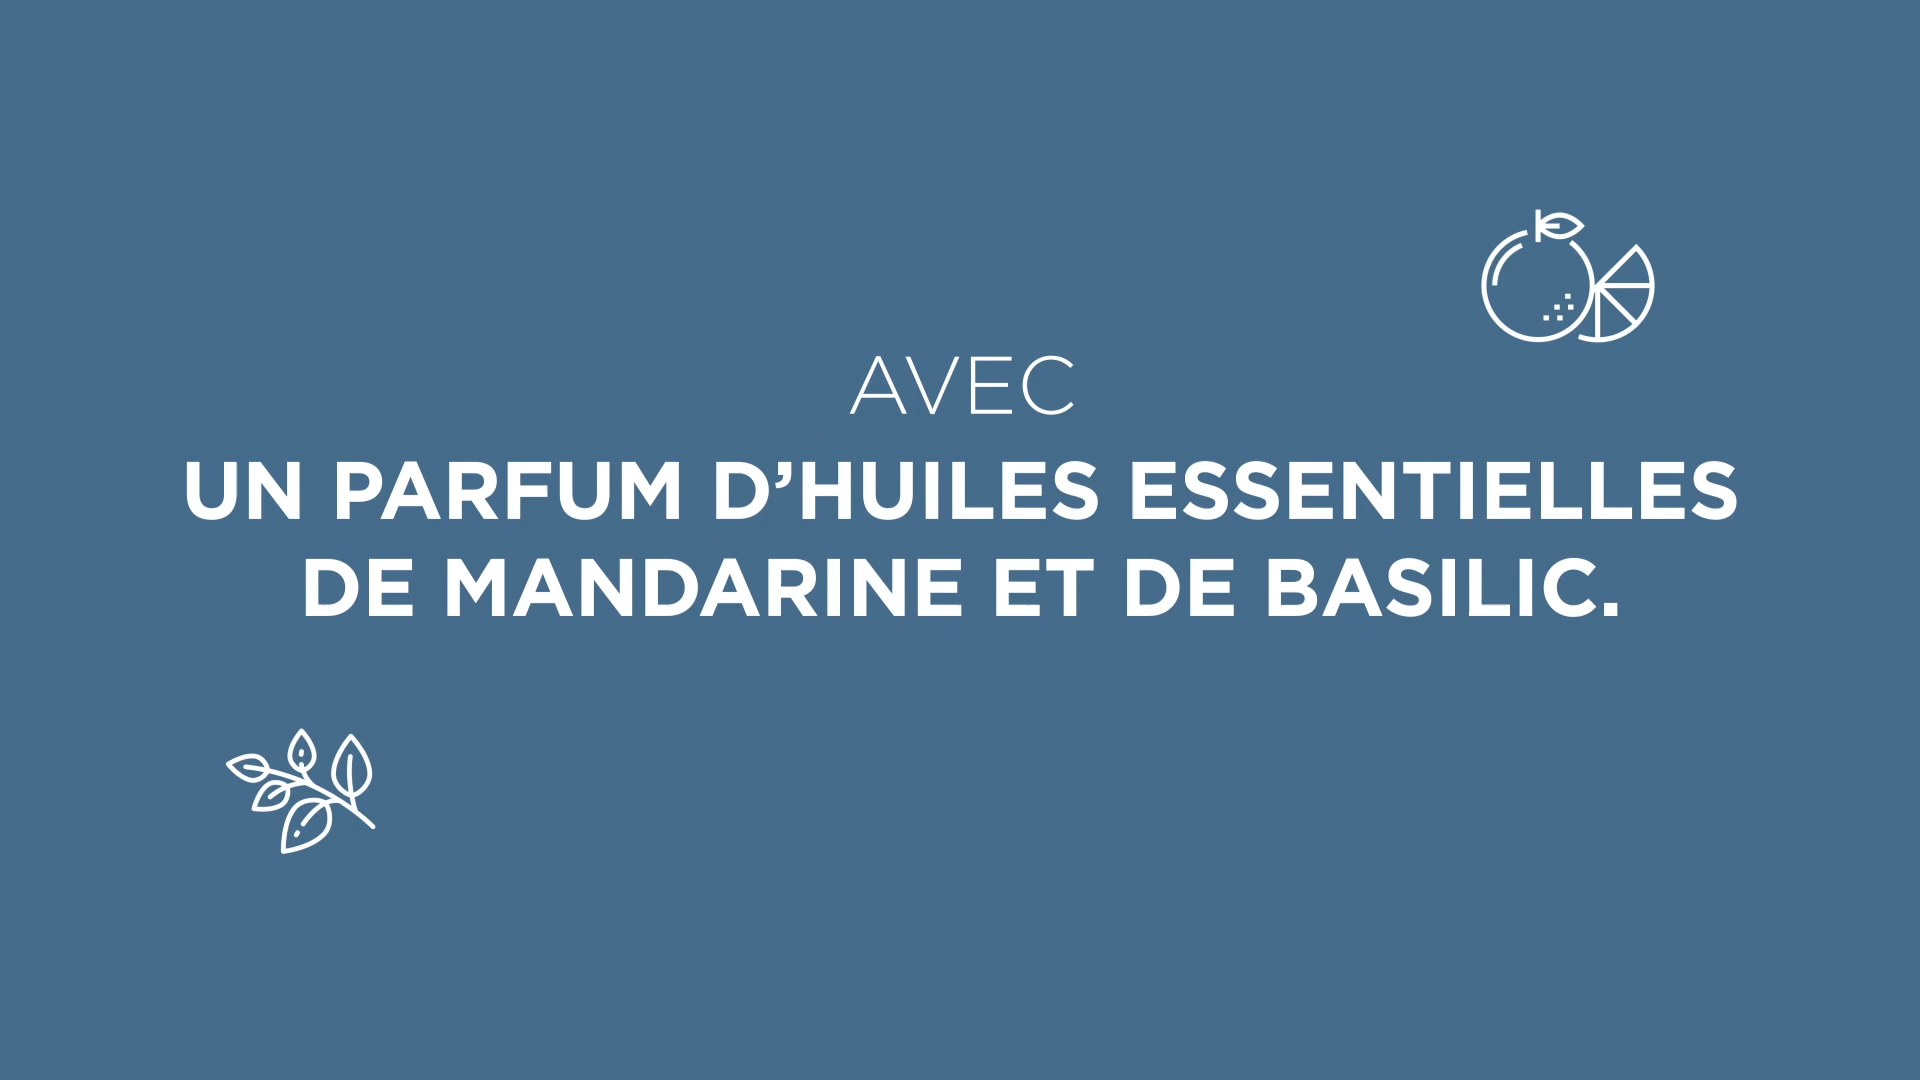 AVEC
UN PARFUM D’HUILES ESSENTIELLES
DE MANDARINE ET DE BASILIC.